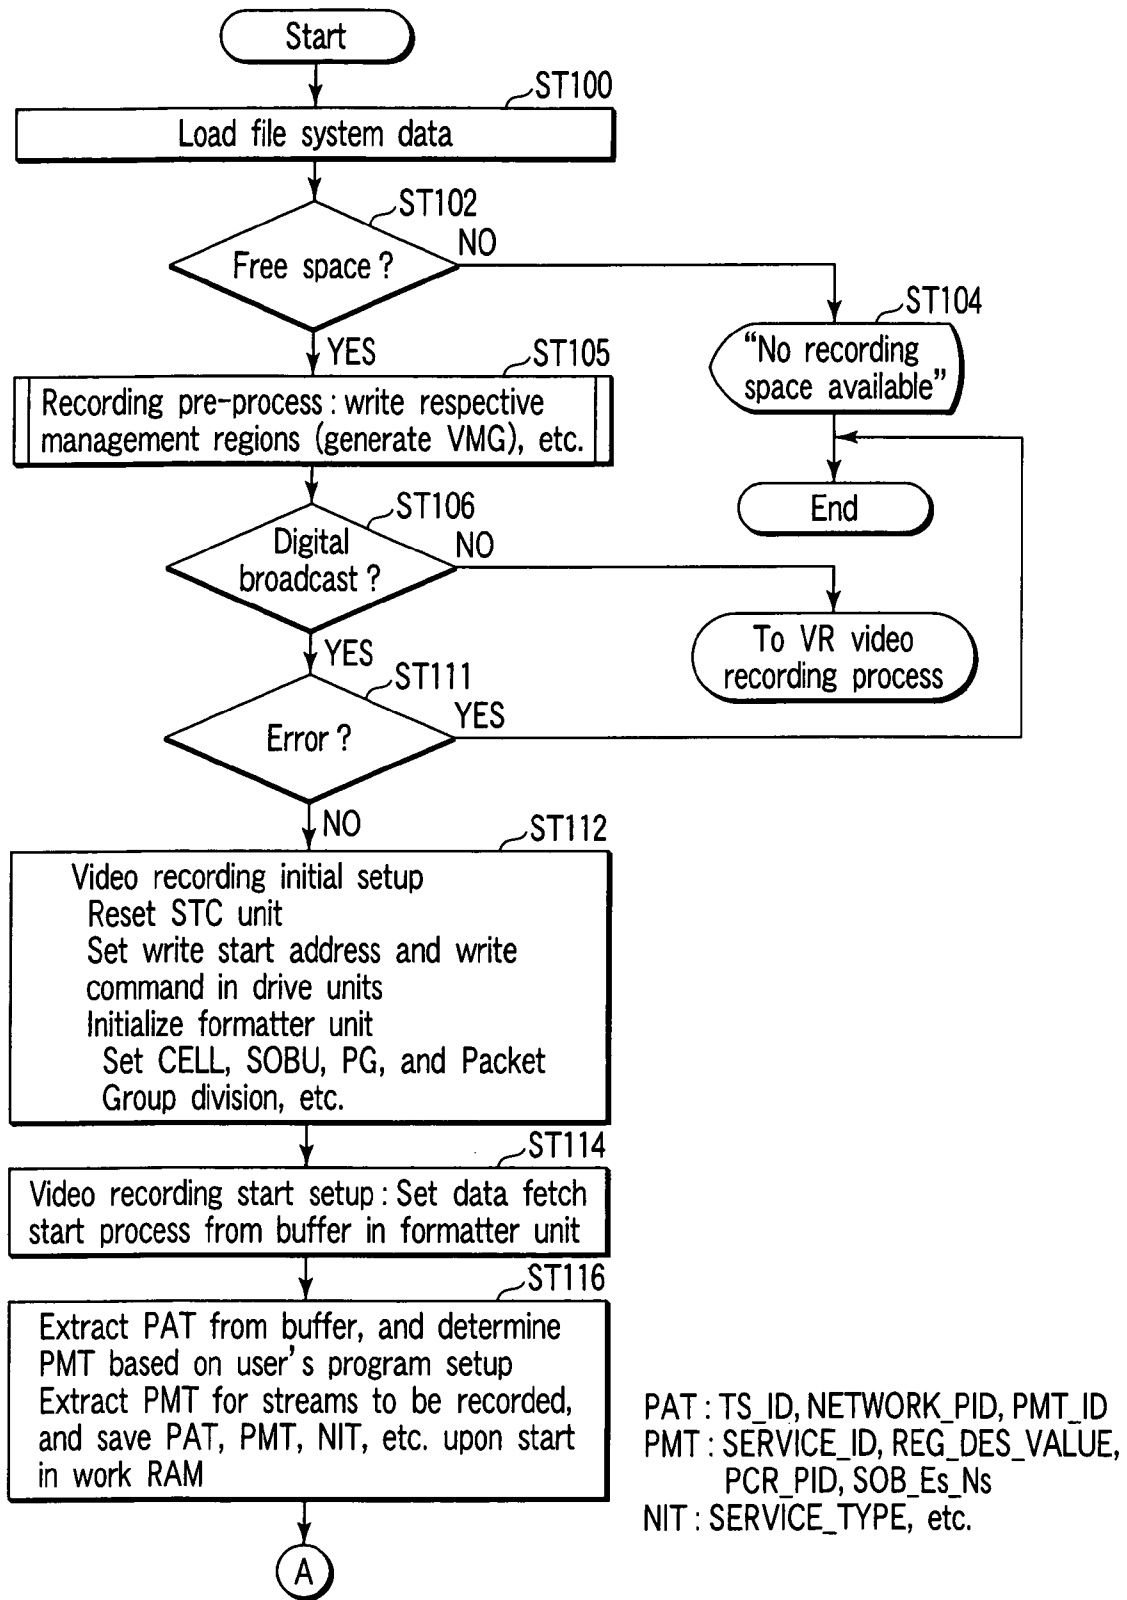 Start
ST100
Load file system data
ST102
Free space ?
NO
YES
ST104
“No recording
space available”
End
ST105
Recording pre-process : write respective
management regions (generate VMG), etc.
ST106
Digital
broadcast ?
NO
YES
To VR video
recording process
ST111
Error ?
YES
NO
ST112
Video recording initial setup
Reset STC unit
Set write start address and write
command in drive units
Initialize formatter unit
Set CELL, SOBU, PG, and Packet
Group division, etc.
ST114
Video recording start setup : Set data fetch
start process from buffer in formatter unit
ST116
Extract PAT from buffer, and determine
PMT based on user's program setup
Extract PMT for streams to be recorded,
and save PAT, PMT, NIT, etc. upon start
in work RAM
PAT : TS_ID, NETWORK_PID, PMT_ID
PMT : SERVICE_ID, REG_DES_VALUE,
PCR_PID, SOB_Es_Ns
NIT : SERVICE_TYPE, etc.
A